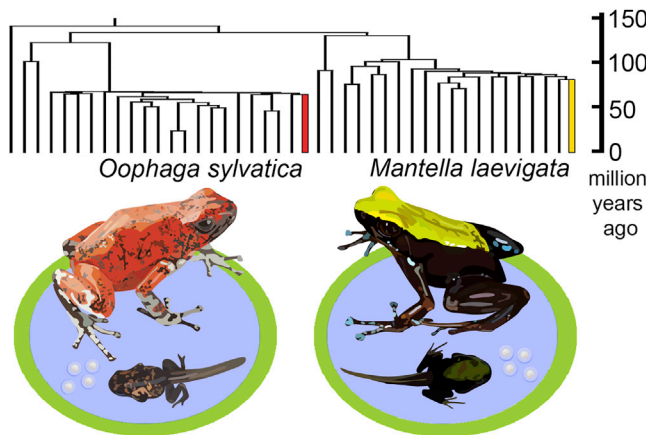 150
100
50
0
Oophaga sylvatica
Mantella laevigata
million
years
ago